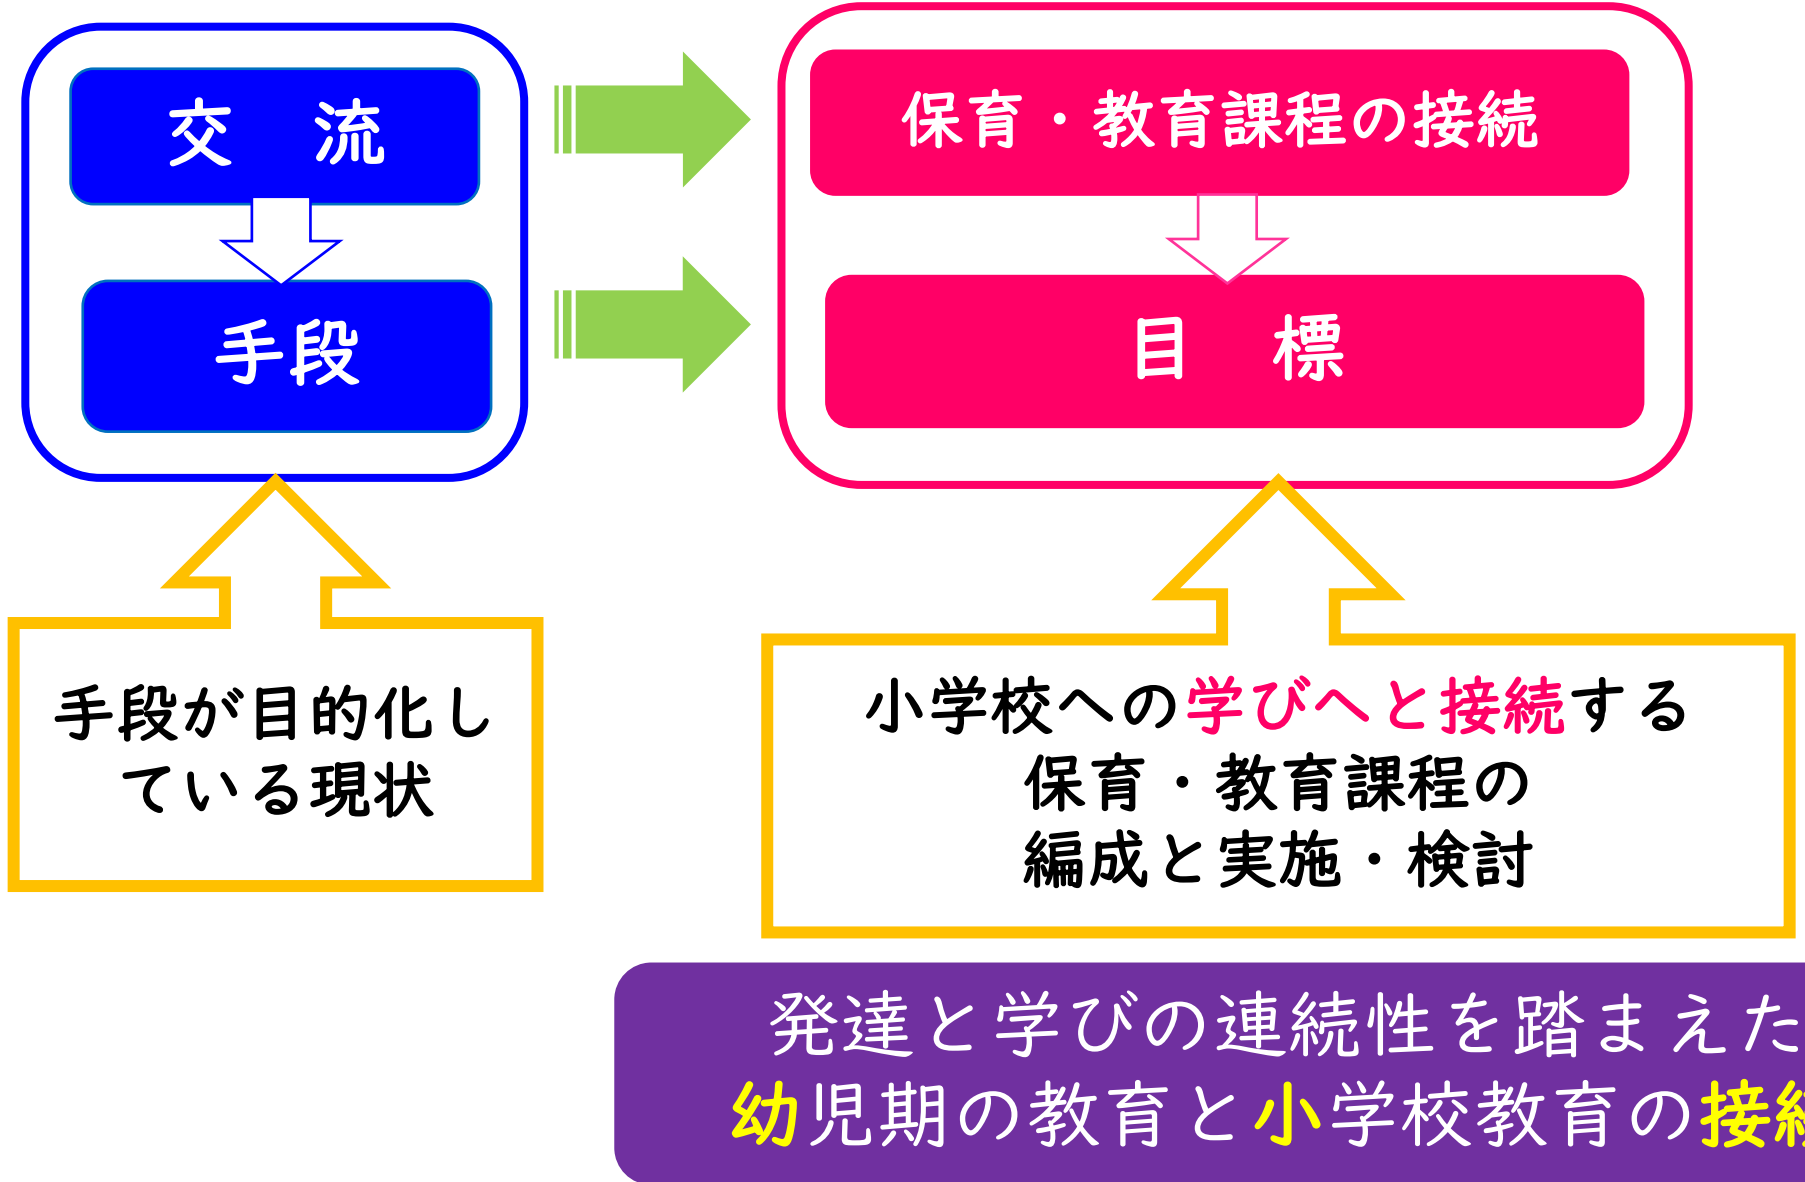 交　流
手段
保育・教育課程の接続
目　標
手段が目的化し
ている現状
小学校への学びへと接続する
保育・教育課程の
編成と実施・検討
発達と学びの連続性を踏まえた
幼児期の教育と小学校教育の接続